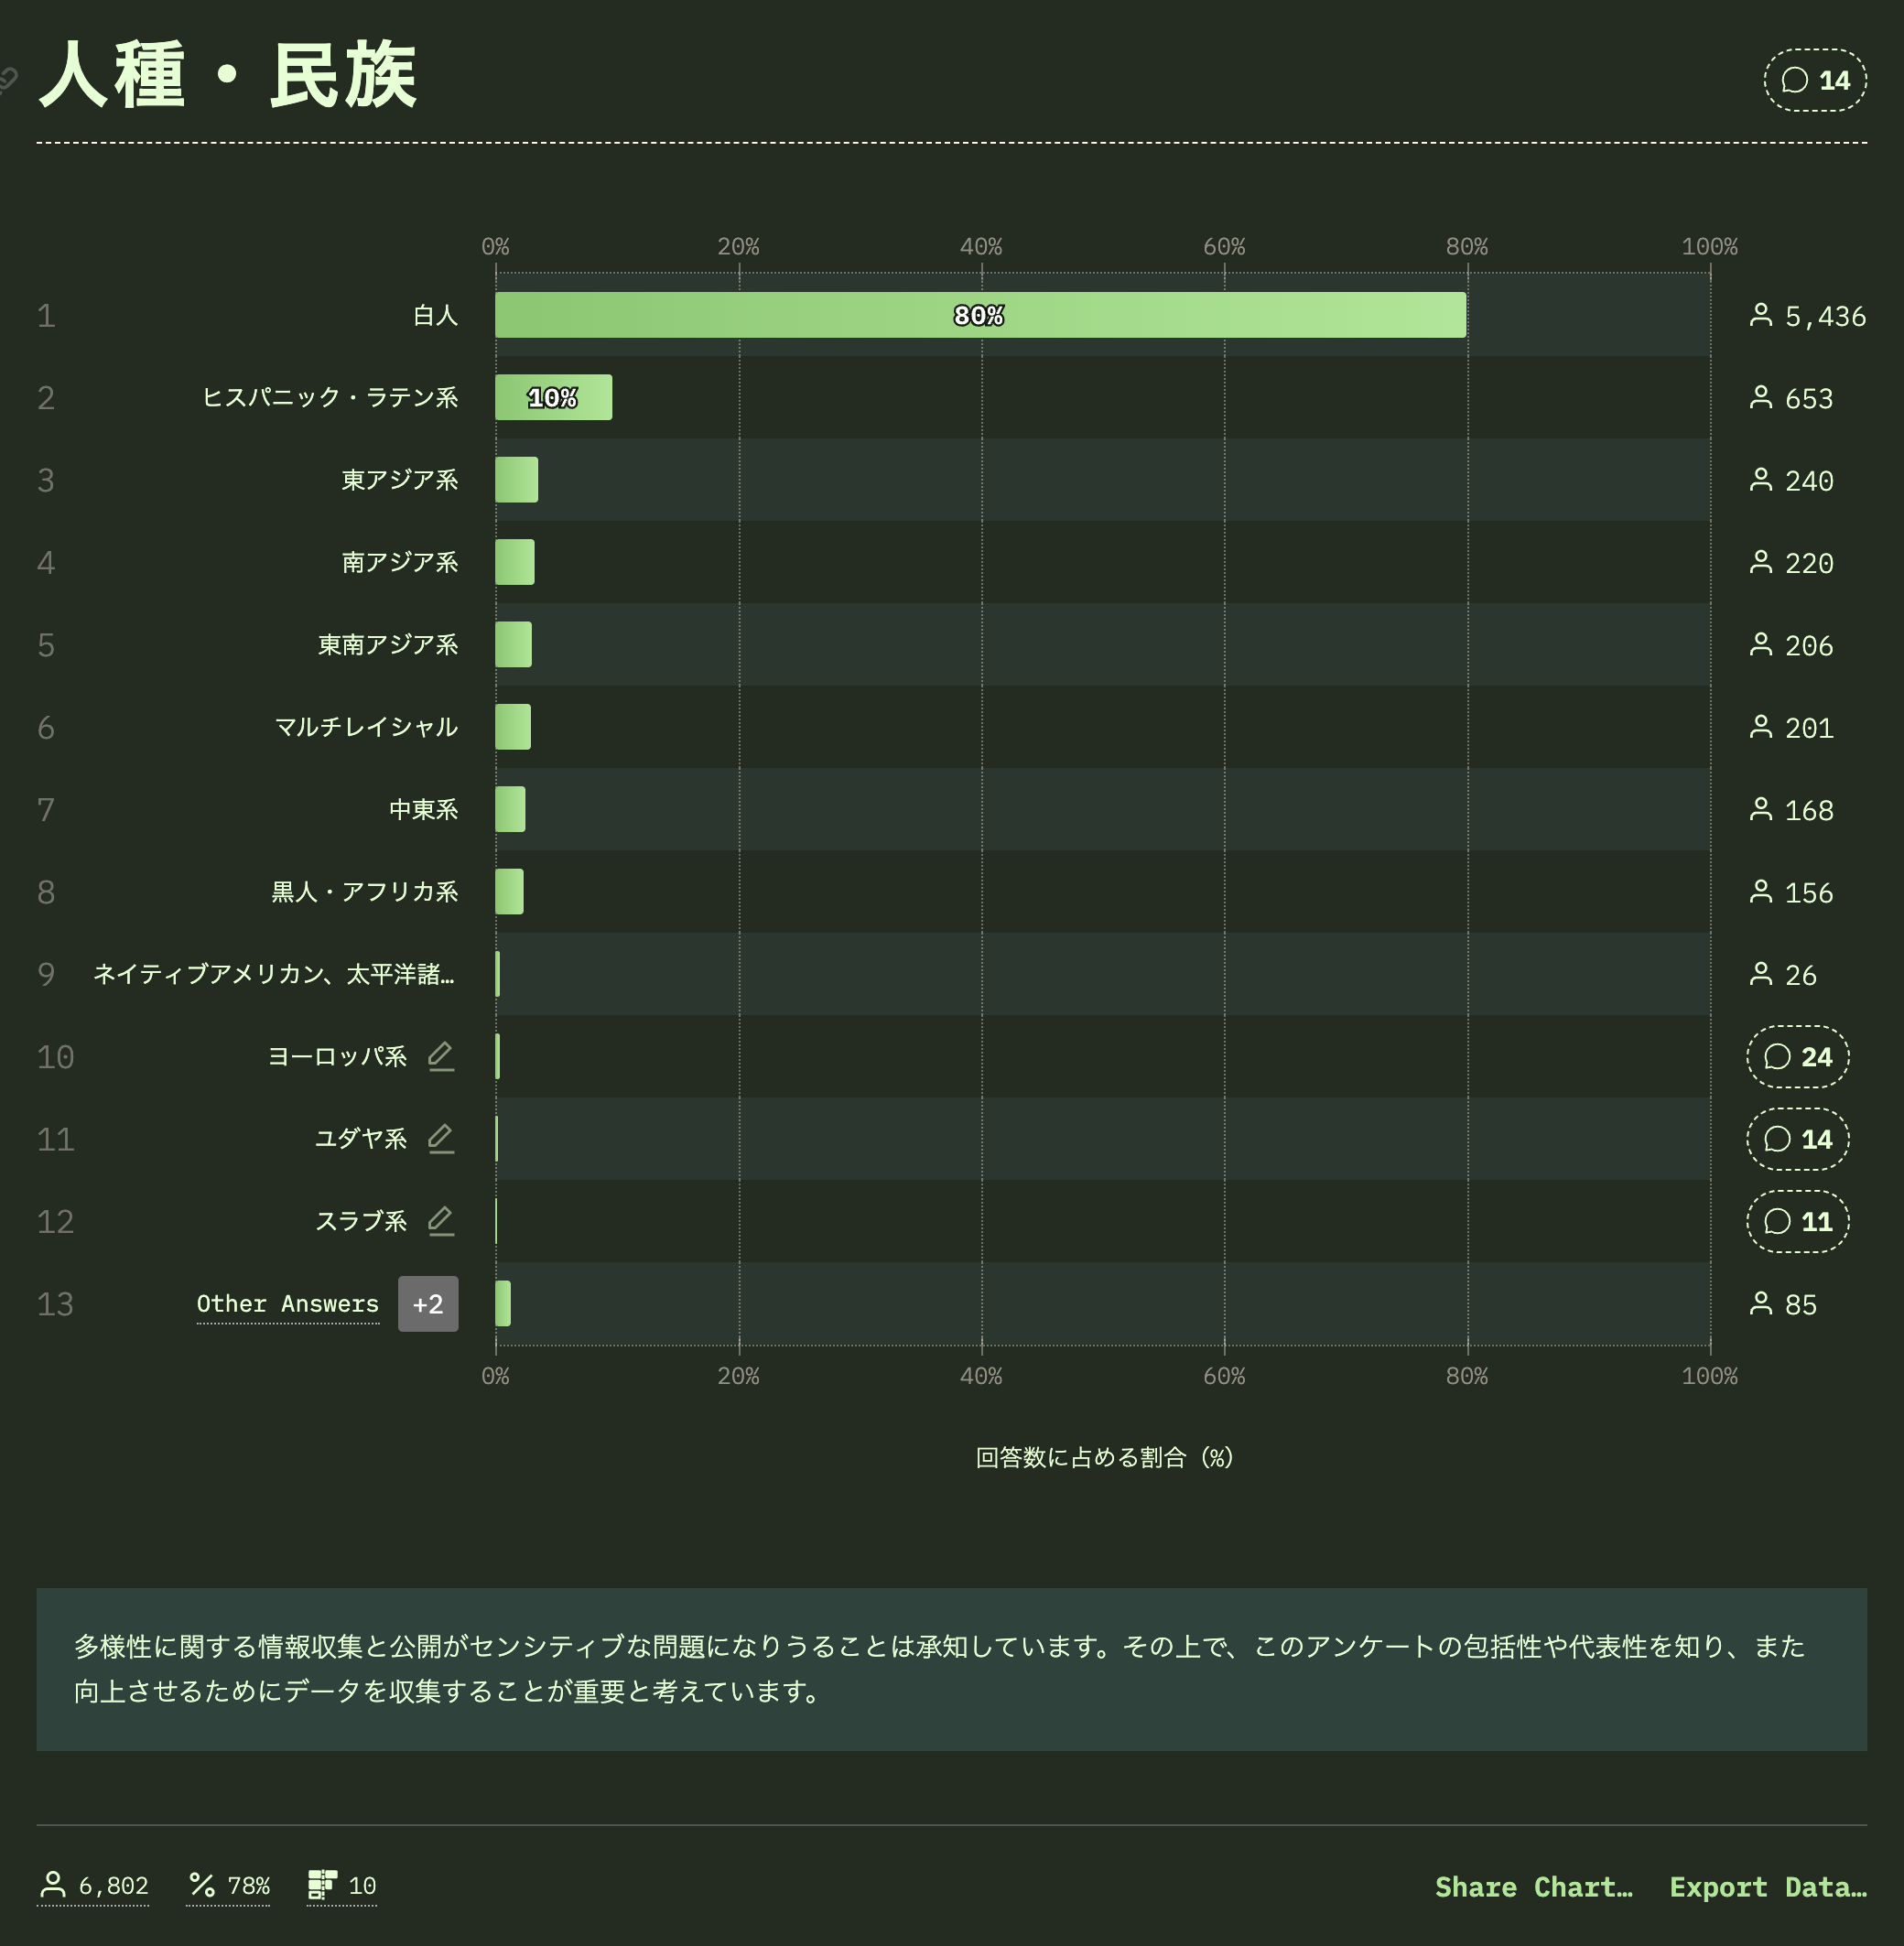 人種・民族
14
0% 20% 40% 60% 80% 100%
1 白人 80% 5,436
2 ヒスパニック・ラテン系 10% 653
3 東アジア系 240
4 南アジア系 220
5 東南アジア系 206
6 マルチレイシャル 201
7 中東系 168
8 黒人・アフリカ系 156
9 ネイティブアメリカン、太平洋諸… 26
10 ヨーロッパ系 24
11 ユダヤ系 14
12 スラブ系 11
13 Other Answers +2 85
0% 20% 40% 60% 80% 100%
回答数に占める割合 (%)
多様性に関する情報収集と公開がセンシティブな問題になりうることは承知しています。その上で、このアンケートの包括性や代表性を知り、また
向上させるためにデータを収集することが重要と考えています。
6,802 78% 10 Share Chart… Export Data…